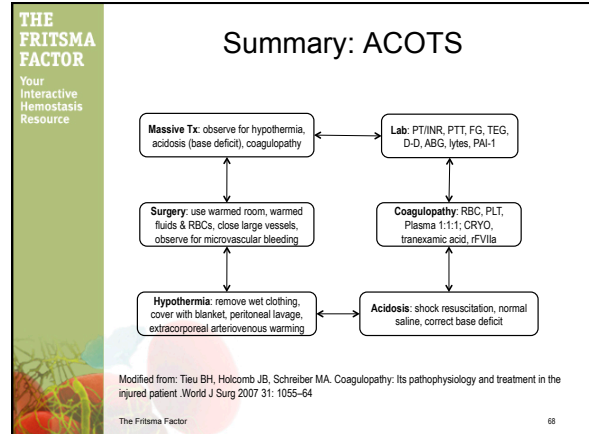 THE
FRITSMA
FACTOR
Your
Interactive
Hemostasis
Resource
Summary: ACOTS
Massive Tx: observe for hypothermia,
acidosis (base deficit), coagulopathy
Lab: PT/INR, PTT, FG, TEG,
D-D, ABG, lytes, PAI-1
Surgery: use warmed room, warmed
fluids & RBCs, close large vessels,
observe for microvascular bleeding
Coagulopathy: RBC, PLT,
Plasma 1:1:1; CRYO,
tranexamic acid, rFVIIa
Hypothermia: remove wet clothing,
cover with blanket, peritoneal lavage,
extracorporeal arteriovenous warming
Acidosis: shock resuscitation, normal
saline, correct base deficit
Modified from: Tieu BH, Holcomb JB, Schreiber MA. Coagulopathy: Its pathophysiology and treatment in the
injured patient .World J Surg 2007 31: 1055–64
The Fritsma Factor
68